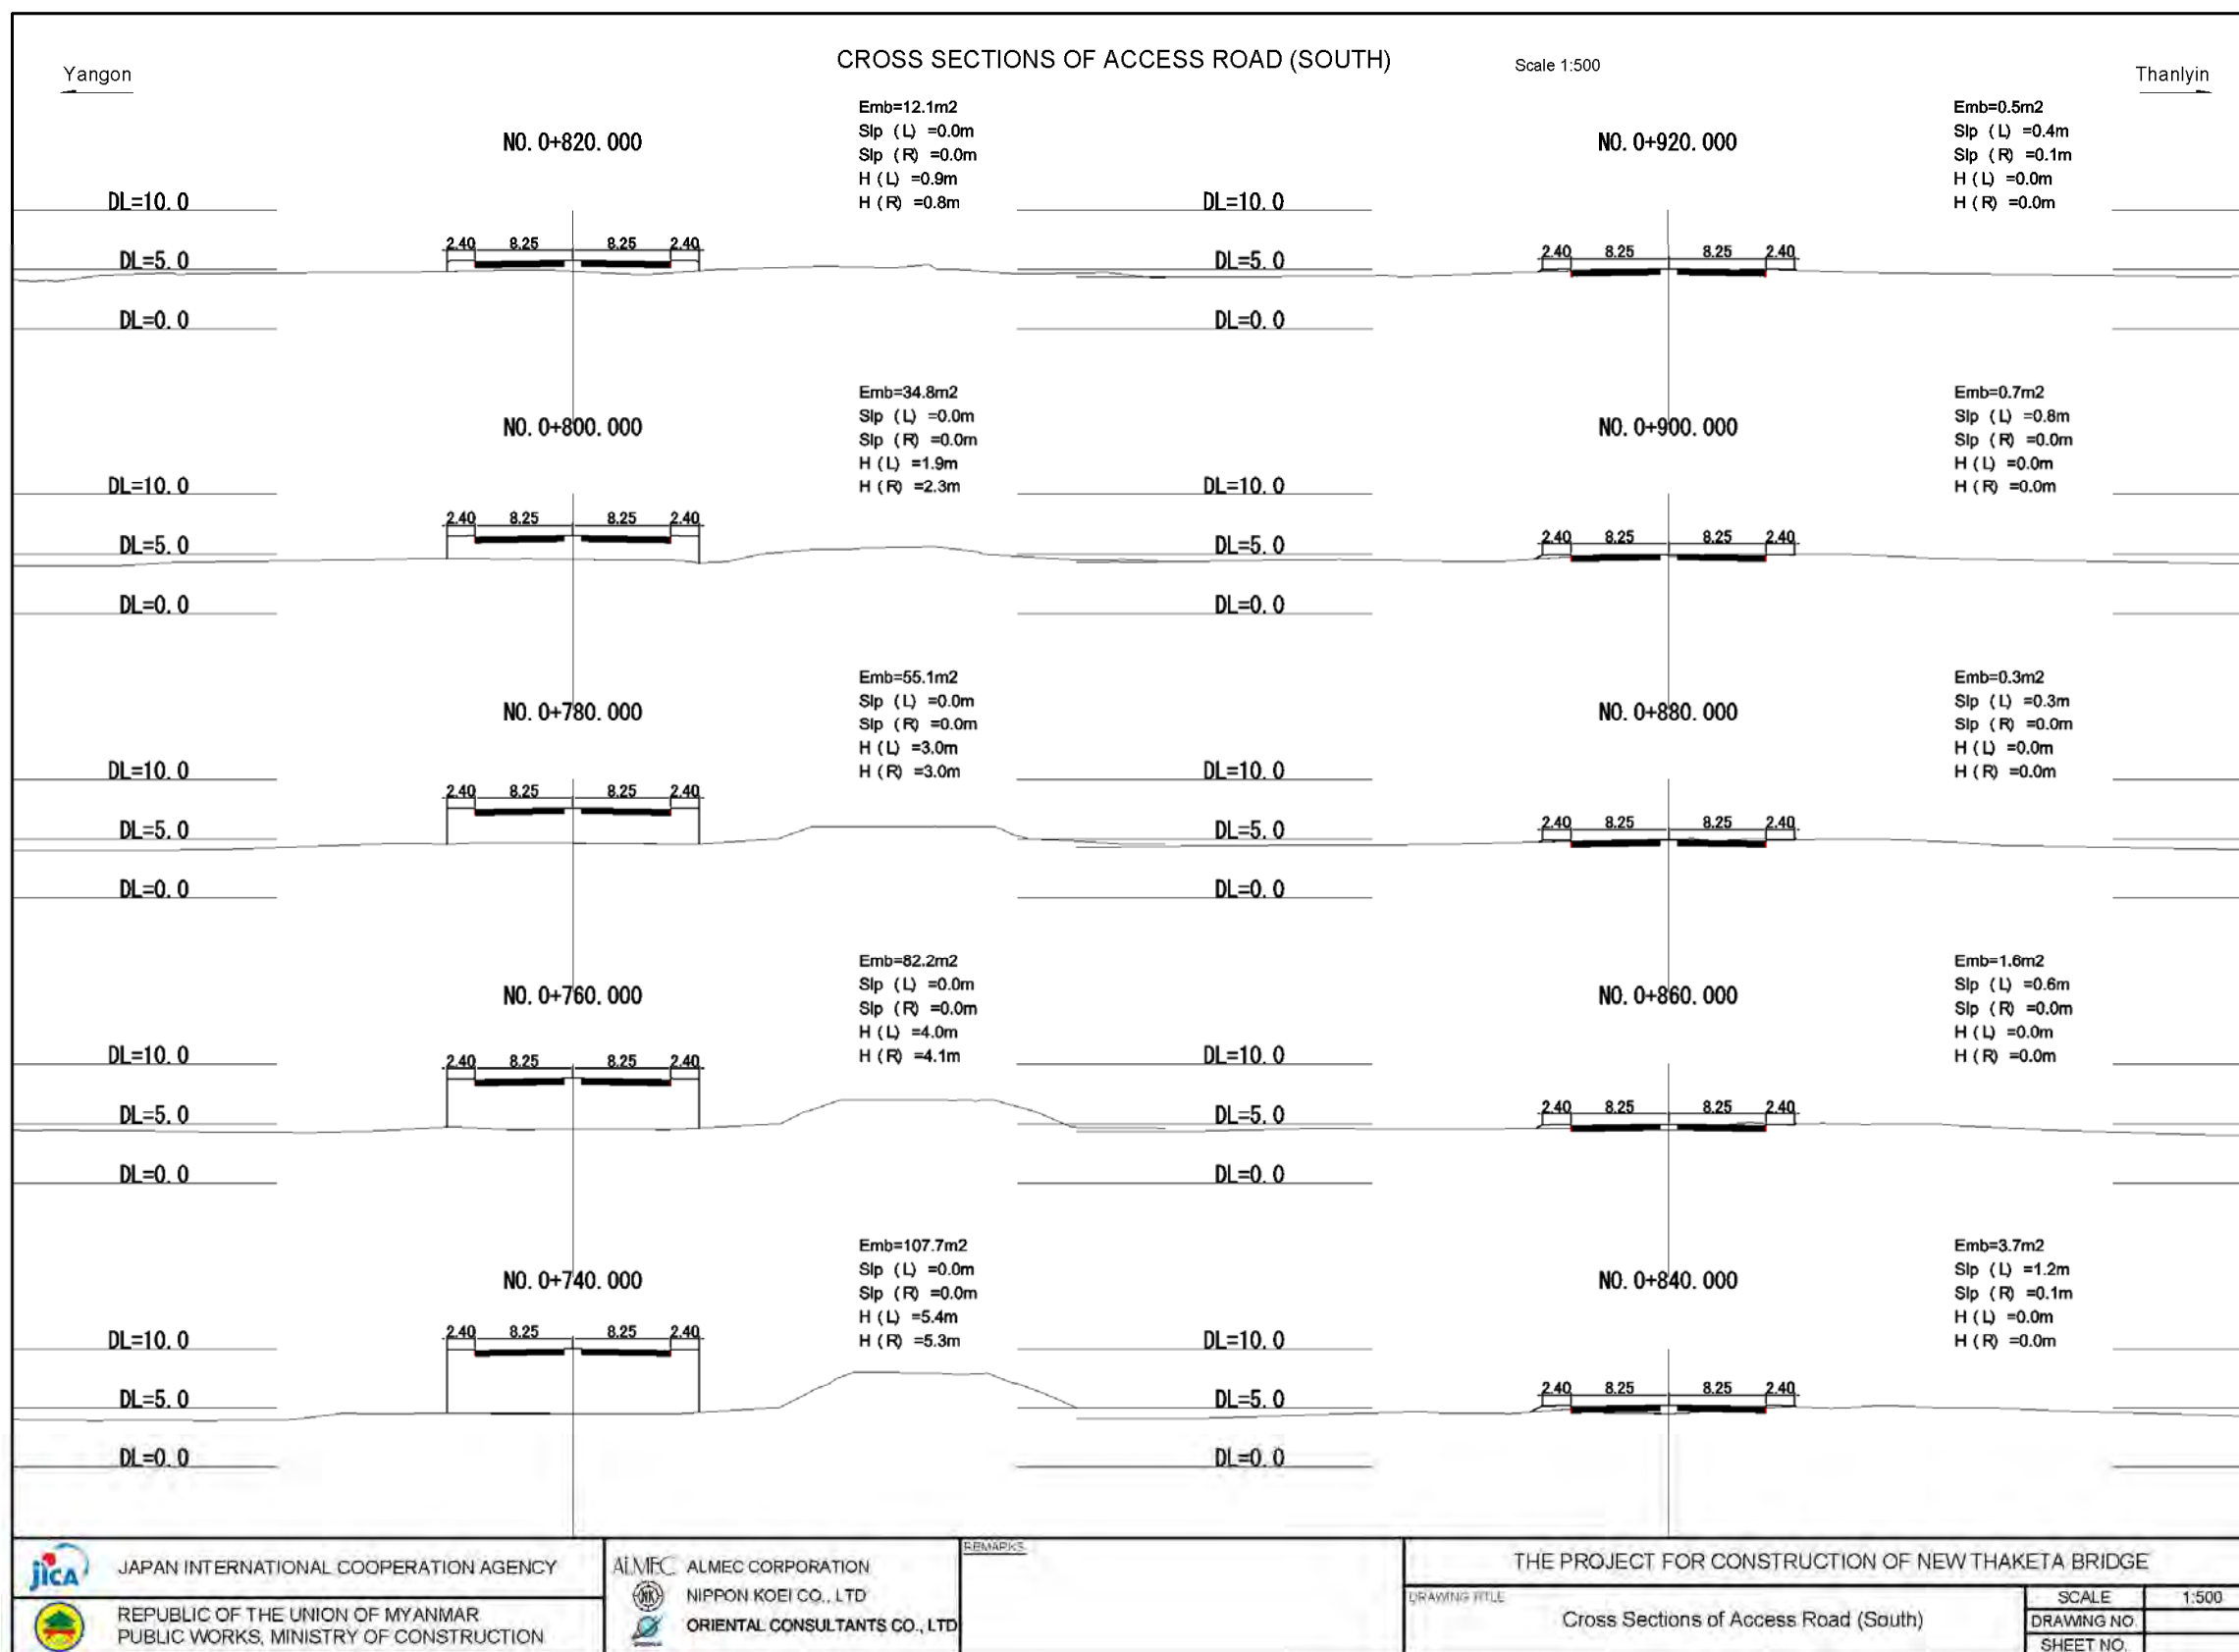 CROSS SECTIONS OF ACCESS ROAD (SOUTH)
Scale 1:500
Yangon
Thanlyin
NO. 0+820.000
Emb=12.1m2
Slp (L) =0.0m
Slp (R) =0.0m
H (L) =0.9m
H (R) =0.8m
DL=10.0
2.40 8.25 8.25 2.40
DL=5.0
DL=0.0
NO. 0+920.000
Emb=0.5m2
Slp (L) =0.4m
Slp (R) =0.1m
H (L) =0.0m
H (R) =0.0m
DL=10.0
2.40 8.25 8.25 2.40
DL=5.0
DL=0.0
NO. 0+800.000
Emb=34.8m2
Slp (L) =0.0m
Slp (R) =0.0m
H (L) =1.9m
H (R) =2.3m
DL=10.0
2.40 8.25 8.25 2.40
DL=5.0
DL=0.0
NO. 0+900.000
Emb=0.7m2
Slp (L) =0.8m
Slp (R) =0.0m
H (L) =0.0m
H (R) =0.0m
DL=10.0
2.40 8.25 8.25 2.40
DL=5.0
DL=0.0
NO. 0+780.000
Emb=55.1m2
Slp (L) =0.0m
Slp (R) =0.0m
H (L) =3.0m
H (R) =3.0m
DL=10.0
2.40 8.25 8.25 2.40
DL=5.0
DL=0.0
NO. 0+880.000
Emb=0.3m2
Slp (L) =0.3m
Slp (R) =0.0m
H (L) =0.0m
H (R) =0.0m
DL=10.0
2.40 8.25 8.25 2.40
DL=5.0
DL=0.0
NO. 0+760.000
Emb=82.2m2
Slp (L) =0.0m
Slp (R) =0.0m
H (L) =4.0m
H (R) =4.1m
DL=10.0
2.40 8.25 8.25 2.40
DL=5.0
DL=0.0
NO. 0+860.000
Emb=1.6m2
Slp (L) =0.6m
Slp (R) =0.0m
H (L) =0.0m
H (R) =0.0m
DL=10.0
2.40 8.25 8.25 2.40
DL=5.0
DL=0.0
NO. 0+740.000
Emb=107.7m2
Slp (L) =0.0m
Slp (R) =0.0m
H (L) =5.4m
H (R) =5.3m
DL=10.0
2.40 8.25 8.25 2.40
DL=5.0
DL=0.0
NO. 0+840.000
Emb=3.7m2
Slp (L) =1.2m
Slp (R) =0.1m
H (L) =0.0m
H (R) =0.0m
DL=10.0
2.40 8.25 8.25 2.40
DL=5.0
DL=0.0
jICA
JAPAN INTERNATIONAL COOPERATION AGENCY
REPUBLIC OF THE UNION OF MYANMAR
PUBLIC WORKS, MINISTRY OF CONSTRUCTION
ALMEC ALMEC CORPORATION
NIPPON KOEI CO., LTD
ORIENTAL CONSULTANTS CO., LTD
REMARKS
THE PROJECT FOR CONSTRUCTION OF NEW THAKETA BRIDGE
DRAWING TITLE
Cross Sections of Access Road (South)
SCALE 1:500
DRAWING NO.
SHEET NO.